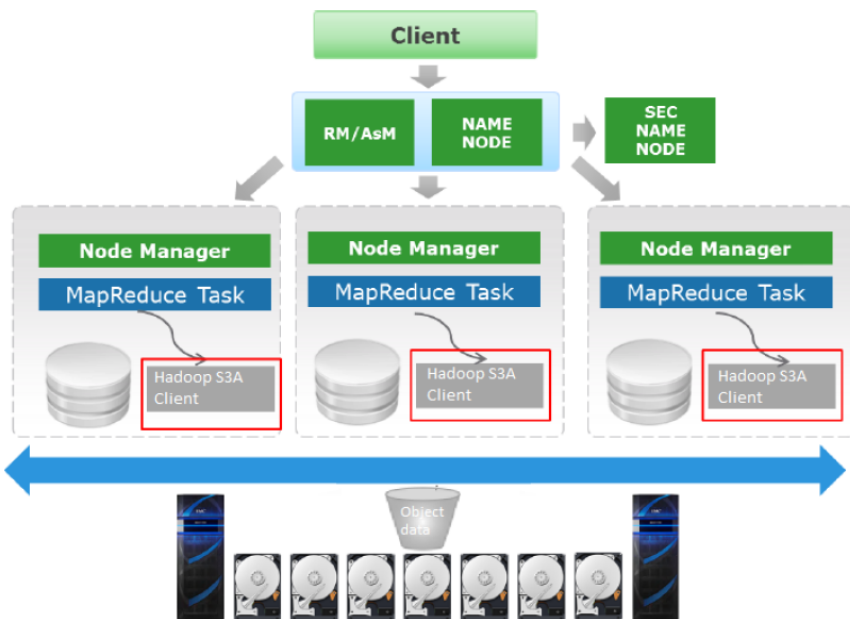 Client
RM/AsM
NAME
NODE
SEC
NAME
NODE
Node Manager
MapReduce Task
Hadoop S3A
Client
Node Manager
MapReduce Task
Hadoop S3A
Client
Node Manager
MapReduce Task
Hadoop S3A
Client
Object
data